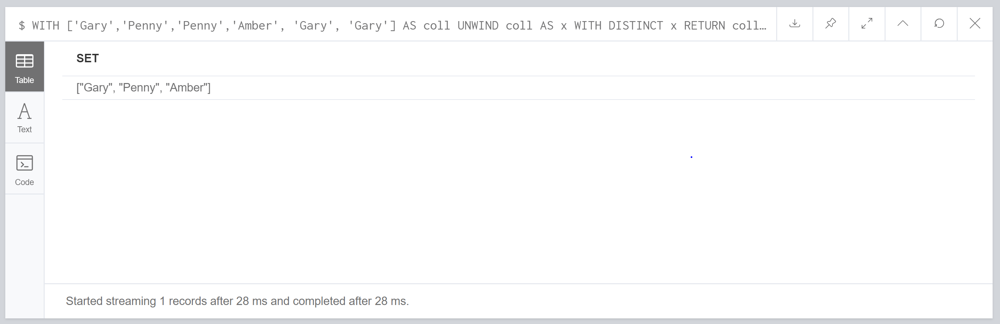 $ WITH ['Gary','Penny','Penny','Amber', 'Gary', 'Gary'] AS coll UNWIND coll AS x WITH DISTINCT x RETURN coll…
Table
SET
["Gary", "Penny", "Amber"]
Text
Code
Started streaming 1 records after 28 ms and completed after 28 ms.